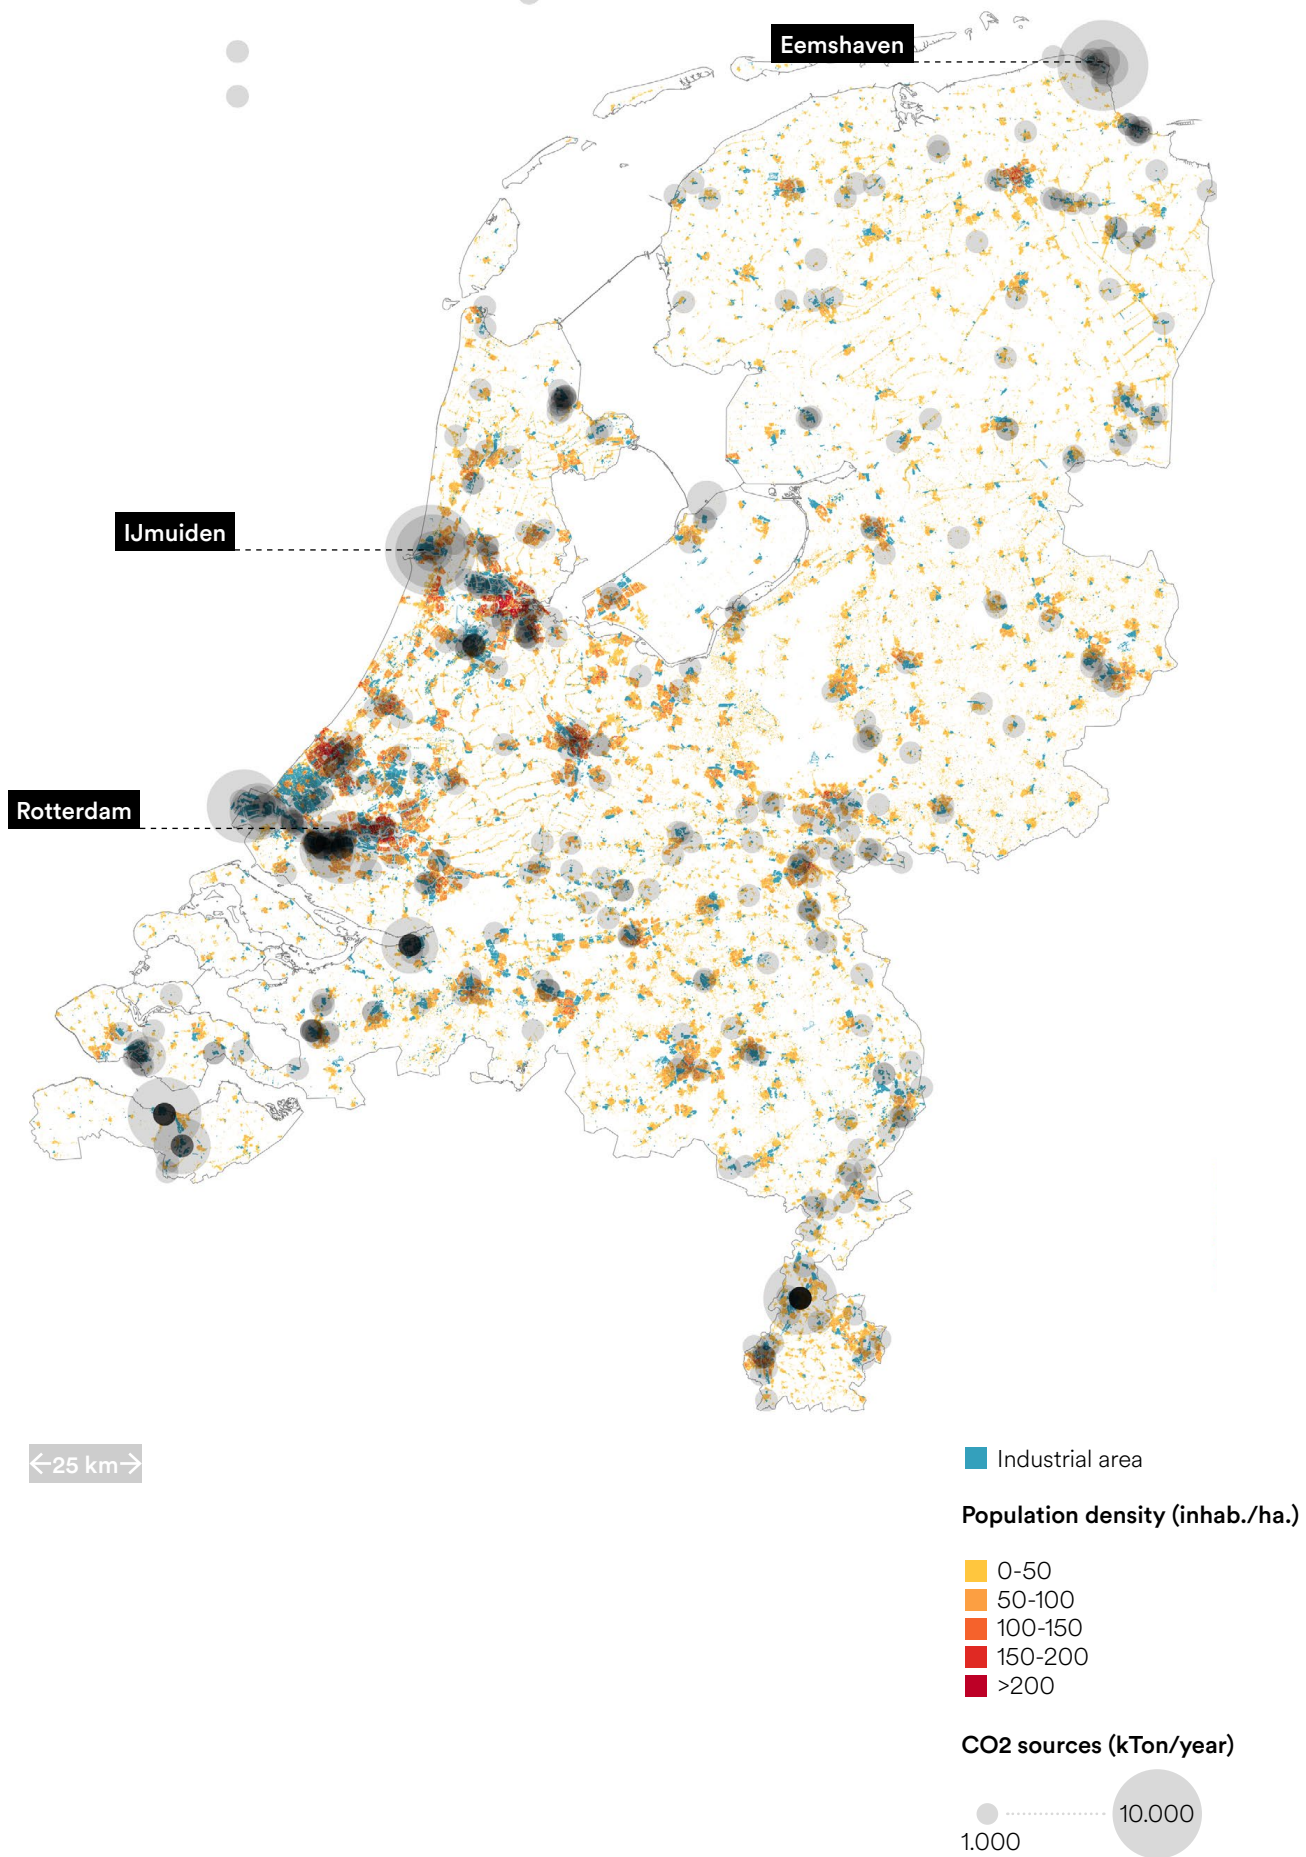 Eemshaven
IJmuiden
Rotterdam
←25 km→
Industrial area
Population density (inhab./ha.)
0-50
50-100
100-150
150-200
>200
CO2 sources (kTon/year)
10.000
1.000